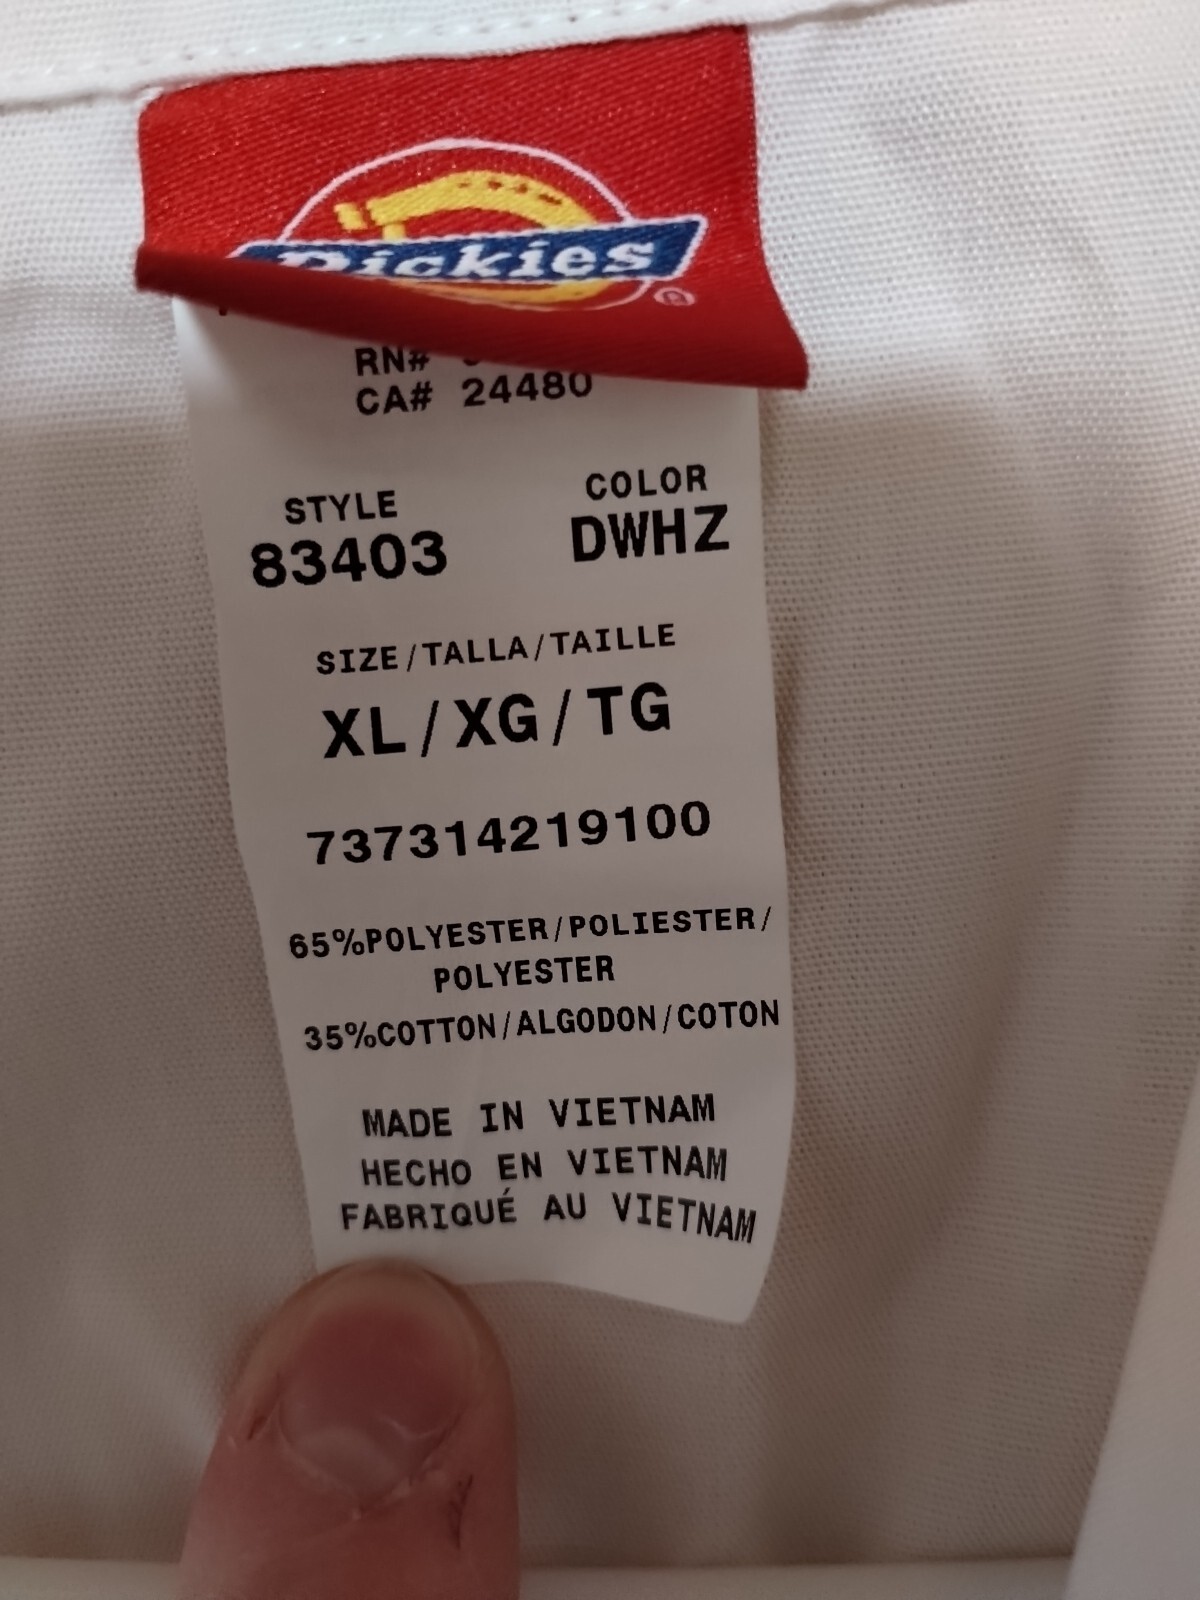 Dickies
®
RN#
CA# 24480
STYLE COLOR
83403 DWHZ
SIZE/TALLA/TAILLE
XL/XG/TG
737314219100
65%POLYESTER/POLIESTER/
POLYESTER
35%COTTON/ALGODON/COTON
MADE IN VIETNAM
HECHO EN VIETNAM
FABRIQUÉ AU VIETNAM